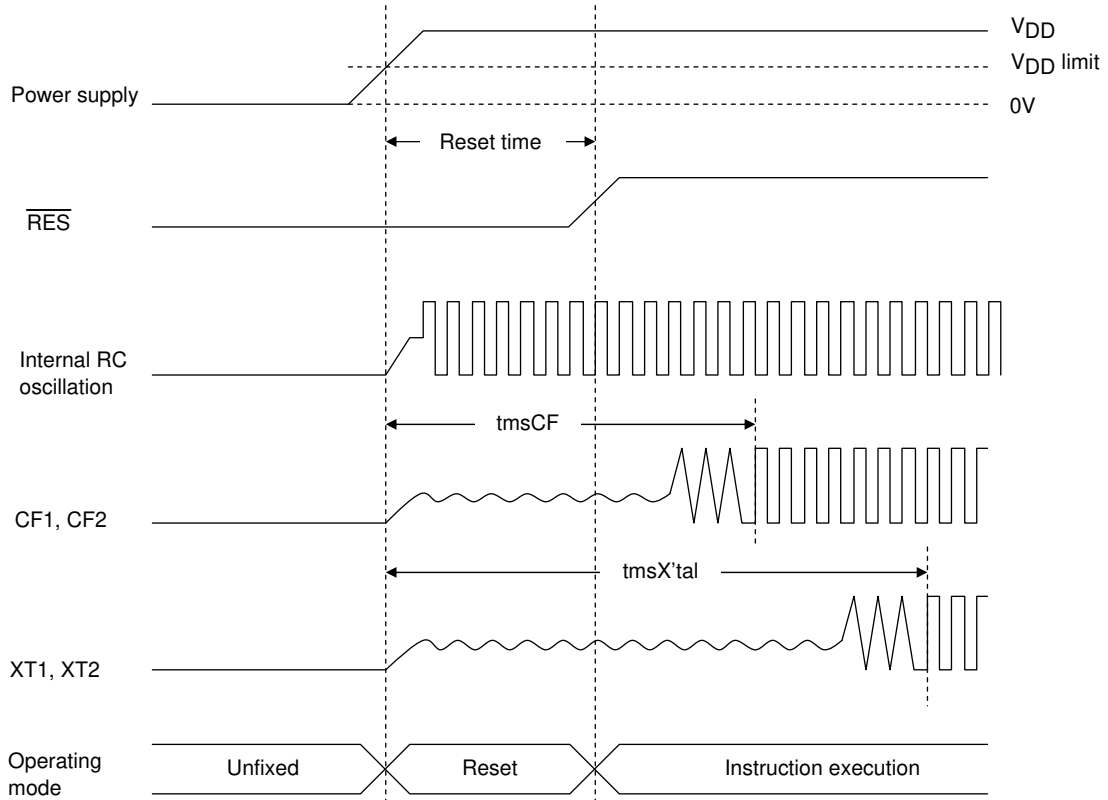 VDD
VDD limit
Power supply
0V
Reset time
RES
Internal RC
oscillation
tmsCF
CF1, CF2
tmsX'tal
XT1, XT2
Operating
mode
Unfixed
Reset
Instruction execution